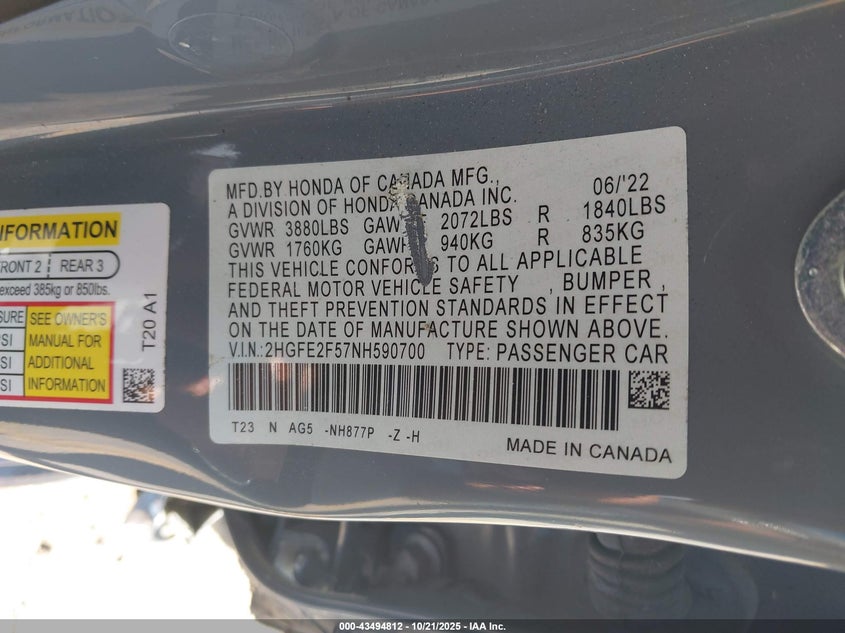 MFD.BY HONDA OF CANADA MFG., 06/'22
A DIVISION OF HONDA CANADA INC.
GVWR 3880LBS GAW 2072LBS R 1840LBS
GVWR 1760KG GAW 940KG R 835KG
THIS VEHICLE CONFORMS TO ALL APPLICABLE
FEDERAL MOTOR VEHICLE SAFETY , BUMPER ,
AND THEFT PREVENTION STANDARDS IN EFFECT
ON THE DATE OF MANUFACTURE SHOWN ABOVE.
V.I.N.:2HGFE2F57NH590700 TYPE: PASSENGER CAR
T23 N AG5 -NH877P -Z -H
MADE IN CANADA
INFORMATION
FRONT 2 REAR 3
exceed 385kg or 850lbs.
SURE SEE OWNER'S
PSI MANUAL FOR
SI ADDITIONAL
SI INFORMATION
T20 A1
000-43494812 - 10/21/2025 - IAA Inc.